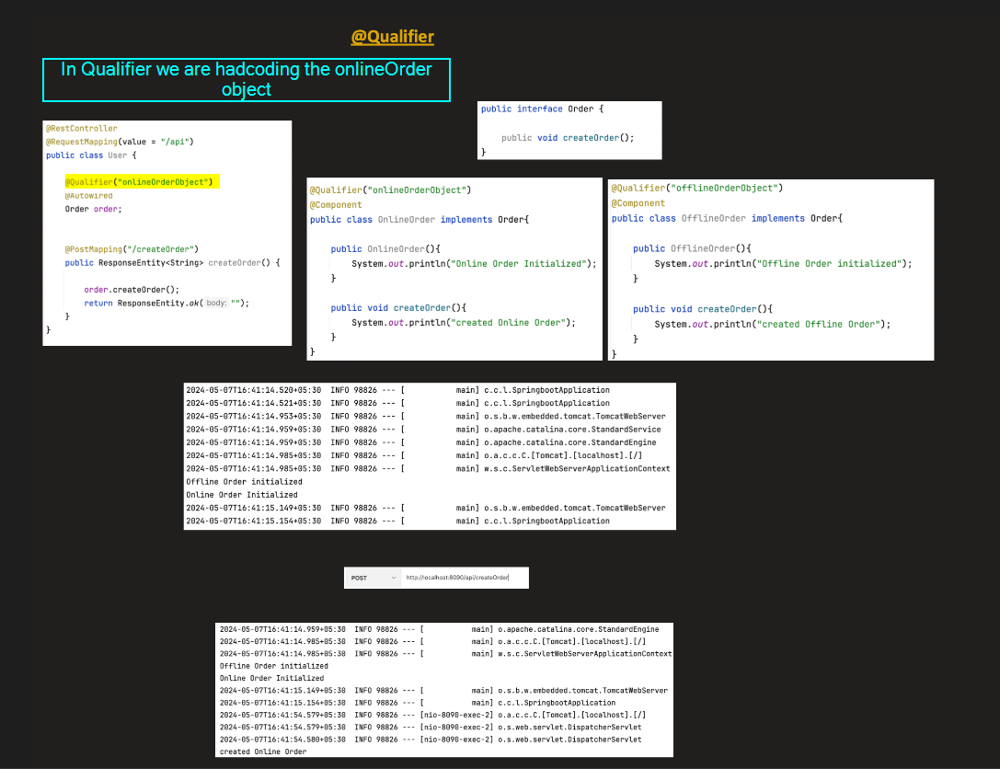 @Qualifier
In Qualifier we are hadcoding the onlineOrder
object
public interface Order {
public void createOrder();
}
@RestController
@RequestMapping(value = "/api")
public class User {
@Qualifier("onlineOrderObject")
@Autowired
Order order;
@PostMapping("/createOrder")
public ResponseEntity<String> createOrder() {
order.createOrder();
return ResponseEntity.ok( body: "");
}
}
@Qualifier("onlineOrderObject")
@Component
public class OnlineOrder implements Order{
public OnlineOrder(){
System.out.println("Online Order Initialized");
}
public void createOrder(){
System.out.println("created Online Order");
}
}
@Qualifier("offlineOrderObject")
@Component
public class OfflineOrder implements Order{
public OfflineOrder(){
System.out.println("Offline Order initialized");
}
public void createOrder(){
System.out.println("created Offline Order");
}
}
2024-05-07T16:41:14.520+05:30  INFO 98826 --- [           main] c.c.l.SpringbootApplication
2024-05-07T16:41:14.521+05:30  INFO 98826 --- [           main] c.c.l.SpringbootApplication
2024-05-07T16:41:14.953+05:30  INFO 98826 --- [           main] o.s.b.w.embedded.tomcat.TomcatWebServer
2024-05-07T16:41:14.959+05:30  INFO 98826 --- [           main] o.apache.catalina.core.StandardService
2024-05-07T16:41:14.959+05:30  INFO 98826 --- [           main] o.apache.catalina.core.StandardEngine
2024-05-07T16:41:14.985+05:30  INFO 98826 --- [           main] o.a.c.c.C.[Tomcat].[localhost].[/]
2024-05-07T16:41:14.985+05:30  INFO 98826 --- [           main] w.s.c.ServletWebServerApplicationContext
Offline Order initialized
Online Order Initialized
2024-05-07T16:41:15.149+05:30  INFO 98826 --- [           main] o.s.b.w.embedded.tomcat.TomcatWebServer
2024-05-07T16:41:15.154+05:30  INFO 98826 --- [           main] c.c.l.SpringbootApplication
POST http://localhost:8090/api/createOrder
2024-05-07T16:41:14.959+05:30  INFO 98826 --- [           main] o.apache.catalina.core.StandardEngine
2024-05-07T16:41:14.985+05:30  INFO 98826 --- [           main] o.a.c.c.C.[Tomcat].[localhost].[/]
2024-05-07T16:41:14.985+05:30  INFO 98826 --- [           main] w.s.c.ServletWebServerApplicationContext
Offline Order initialized
Online Order Initialized
2024-05-07T16:41:15.149+05:30  INFO 98826 --- [           main] o.s.b.w.embedded.tomcat.TomcatWebServer
2024-05-07T16:41:15.154+05:30  INFO 98826 --- [           main] c.c.l.SpringbootApplication
2024-05-07T16:41:54.579+05:30  INFO 98826 --- [nio-8090-exec-2] o.a.c.c.C.[Tomcat].[localhost].[/]
2024-05-07T16:41:54.579+05:30  INFO 98826 --- [nio-8090-exec-2] o.s.web.servlet.DispatcherServlet
2024-05-07T16:41:54.580+05:30  INFO 98826 --- [nio-8090-exec-2] o.s.web.servlet.DispatcherServlet
created Online Order